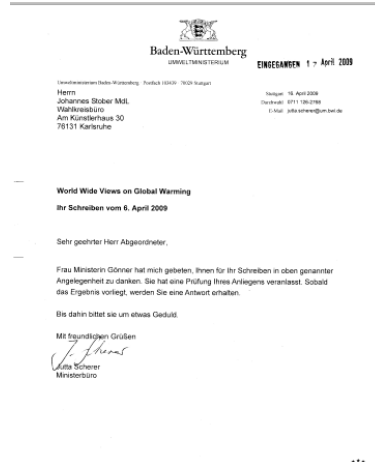 Baden-Württemberg
UMWELTMINISTERIUM
EINGEGANGEN 17 April 2009
Umweltministerium Baden-Württemberg Postfach 103439 70029 Stuttgart
Herrn
Johannes Stober MdL
Wahlkreisbüro
Am Künstlerhaus 30
76131 Karlsruhe
Stuttgart 16. April 2009
Durchwahl 0711 126-2768
E-Mail jutta.scherer@um.bwl.de
World Wide Views on Global Warming
Ihr Schreiben vom 6. April 2009
Sehr geehrter Herr Abgeordneter,
Frau Ministerin Gönner hat mich gebeten, Ihnen für Ihr Schreiben in oben genannter
Angelegenheit zu danken. Sie hat eine Prüfung Ihres Anliegens veranlasst. Sobald
das Ergebnis vorliegt, werden Sie eine Antwort erhalten.
Bis dahin bittet sie um etwas Geduld.
Mit freundlichen Grüßen
J. Scherer
Jutta Scherer
Ministerbüro